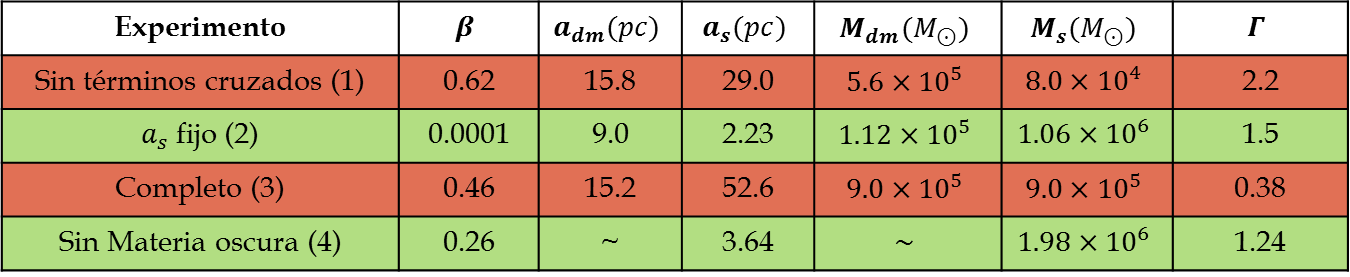 Experimento β a_dm(pc) a_s(pc) M_dm(M_⊙) M_s(M_⊙) Γ
Sin términos cruzados (1) 0.62 15.8 29.0 5.6 × 10^5 8.0 × 10^4 2.2
a_s fijo (2) 0.0001 9.0 2.23 1.12 × 10^5 1.06 × 10^6 1.5
Completo (3) 0.46 15.2 52.6 9.0 × 10^5 9.0 × 10^5 0.38
Sin Materia oscura (4) 0.26 ~ 3.64 ~ 1.98 × 10^6 1.24